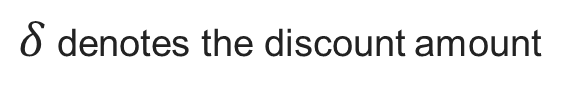 δ denotes the discount amount